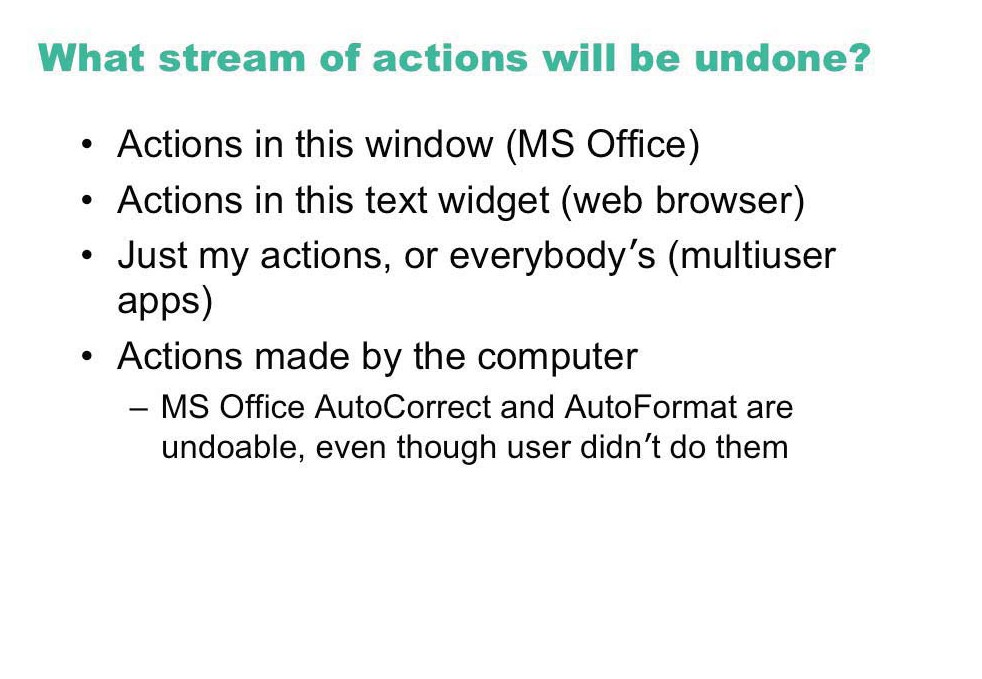 What stream of actions will be undone?
• Actions in this window (MS Office)
• Actions in this text widget (web browser)
• Just my actions, or everybody′s (multiuser
apps)
• Actions made by the computer
– MS Office AutoCorrect and AutoFormat are
undoable, even though user didn′t do them